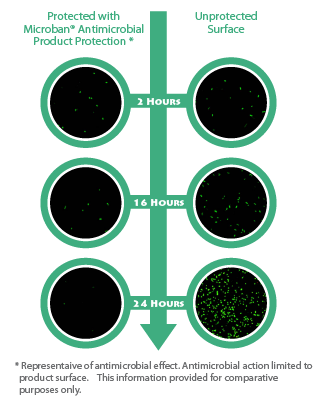 Protected with
Microban® Antimicrobial
Product Protection *
Unprotected
Surface
2 Hours
16 Hours
24 Hours
* Representaive of antimicrobial effect. Antimicrobial action limited to
product surface. This information provided for comparative
purposes only.